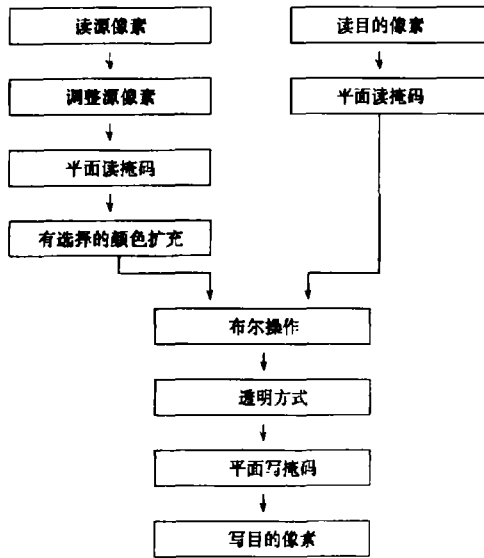 读源像素
读目的像素
调整源像素
平面读掩码
平面读掩码
有选择的颜色扩充
布尔操作
透明方式
平面写掩码
写目的像素